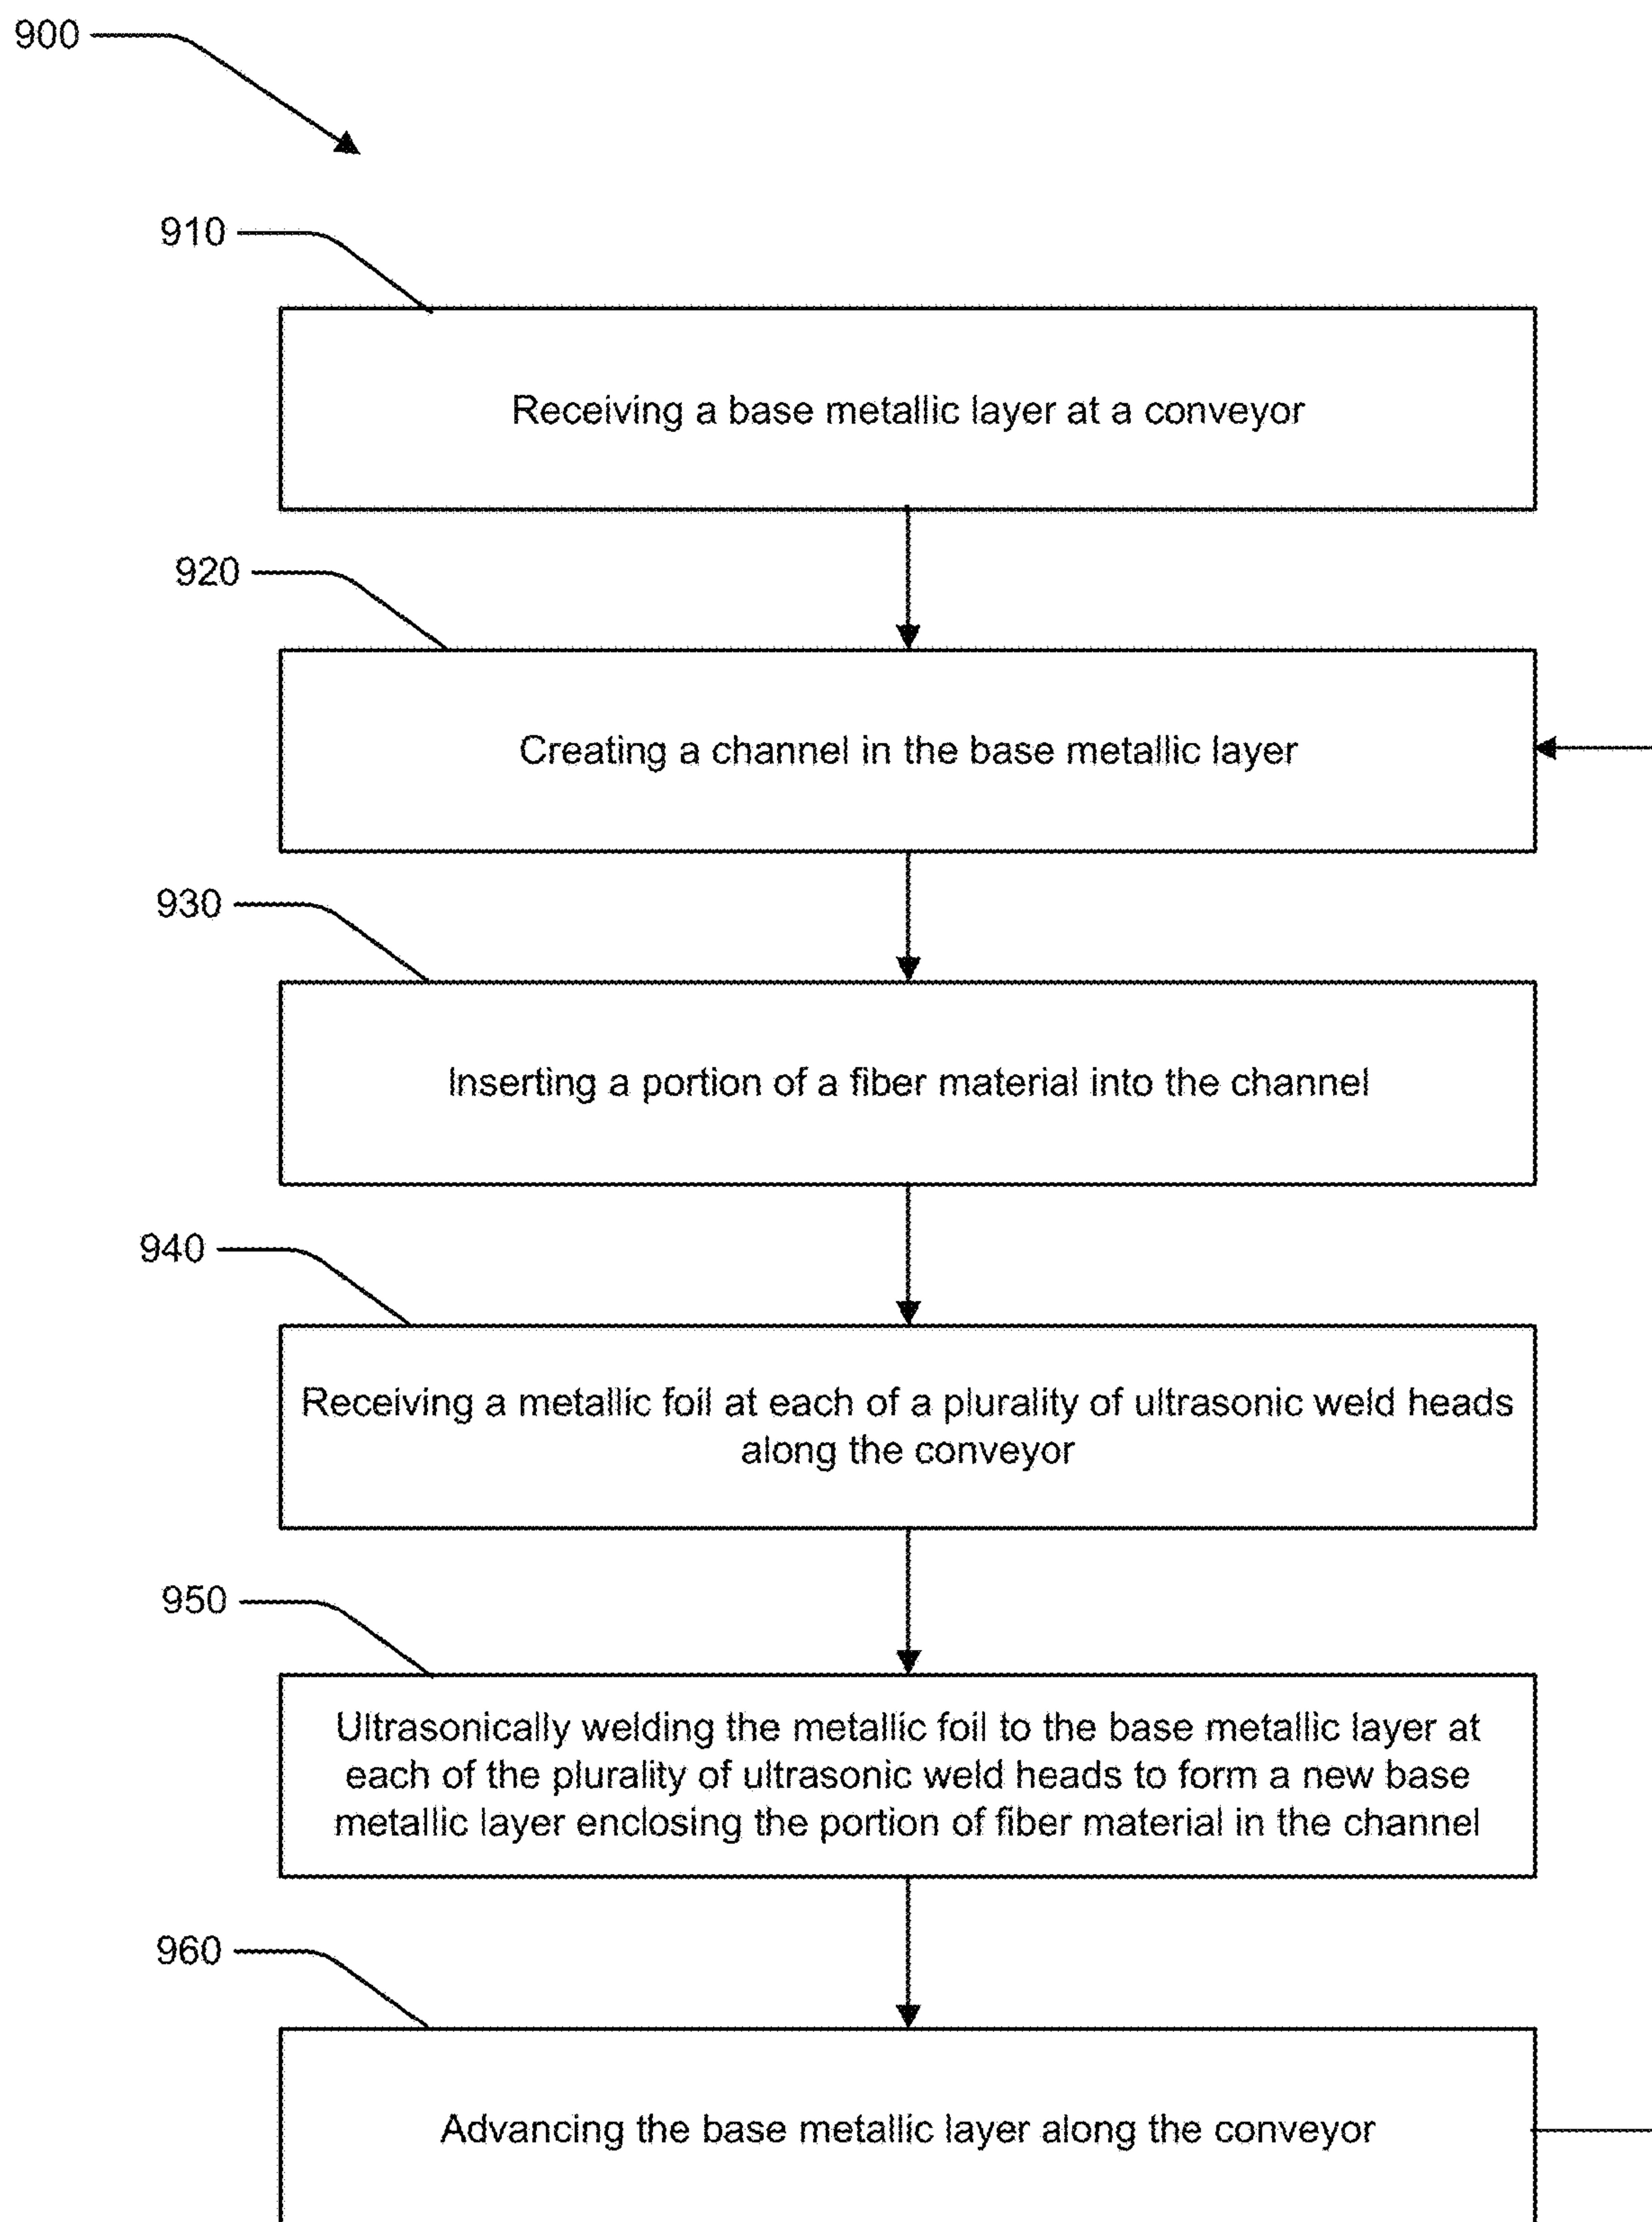 900
910
Receiving a base metallic layer at a conveyor
920
Creating a channel in the base metallic layer
930
Inserting a portion of a fiber material into the channel
940
Receiving a metallic foil at each of a plurality of ultrasonic weld heads
along the conveyor
950
Ultrasonically welding the metallic foil to the base metallic layer at
each of the plurality of ultrasonic weld heads to form a new base
metallic layer enclosing the portion of fiber material in the channel
960
Advancing the base metallic layer along the conveyor